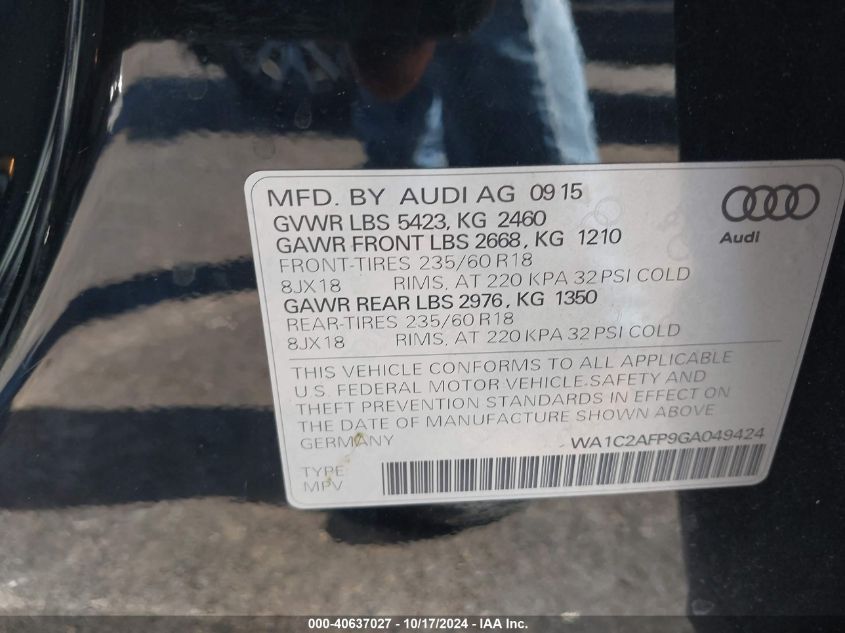 MFD. BY AUDI AG 09 15
GVWR LBS 5423, KG 2460
GAWR FRONT LBS 2668, KG 1210
FRONT-TIRES 235/60 R18
8JX18 RIMS, AT 220 KPA 32 PSI COLD
GAWR REAR LBS 2976, KG 1350
REAR-TIRES 235/60 R18
8JX18 RIMS, AT 220 KPA 32 PSI COLD
Audi
THIS VEHICLE CONFORMS TO ALL APPLICABLE
U.S. FEDERAL MOTOR VEHICLE SAFETY AND
THEFT PREVENTION STANDARDS IN EFFECT ON
THE DATE OF MANUFACTURE SHOWN ABOVE
GERMANY WA1C2AFP9GA049424
TYPE
MPV
000-40637027 - 10/17/2024 - IAA Inc.